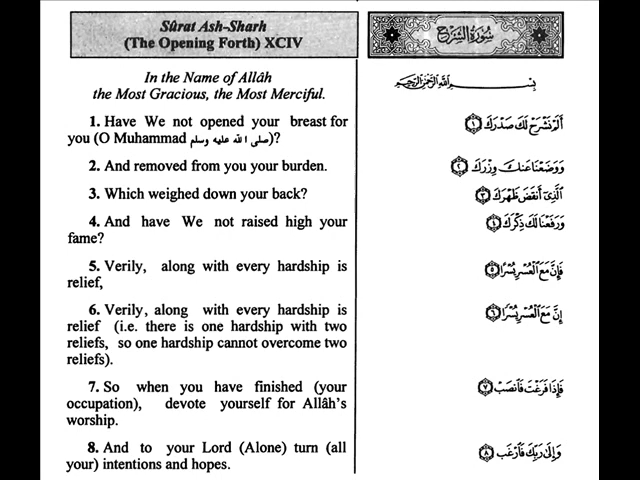 Sûrat Ash-Sharh
(The Opening Forth) XCIV
سورة الشرح
In the Name of Allâh
the Most Gracious, the Most Merciful.
بِسْمِ اللَّهِ الرَّحْمَٰنِ الرَّحِيمِ
1. Have We not opened your breast for
you (O Muhammad صلى الله عليه وسلم)?
أَلَمْ نَشْرَحْ لَكَ صَدْرَكَ ١
2. And removed from you your burden.
وَوَضَعْنَا عَنكَ وِزْرَكَ ٢
3. Which weighed down your back?
الَّذِي أَنقَضَ ظَهْرَكَ ٣
4. And have We not raised high your
fame?
وَرَفَعْنَا لَكَ ذِكْرَكَ ٤
5. Verily, along with every hardship is
relief,
فَإِنَّ مَعَ الْعُسْرِ يُسْرًا ٥
6. Verily, along with every hardship is
relief (i.e. there is one hardship with two
reliefs, so one hardship cannot overcome two
reliefs).
إِنَّ مَعَ الْعُسْرِ يُسْرًا ٦
7. So when you have finished (your
occupation), devote yourself for Allâh's
worship.
فَإِذَا فَرَغْتَ فَانصَبْ ٧
8. And to your Lord (Alone) turn (all
your) intentions and hopes.
وَإِلَىٰ رَبِّكَ فَارْغَب ٨